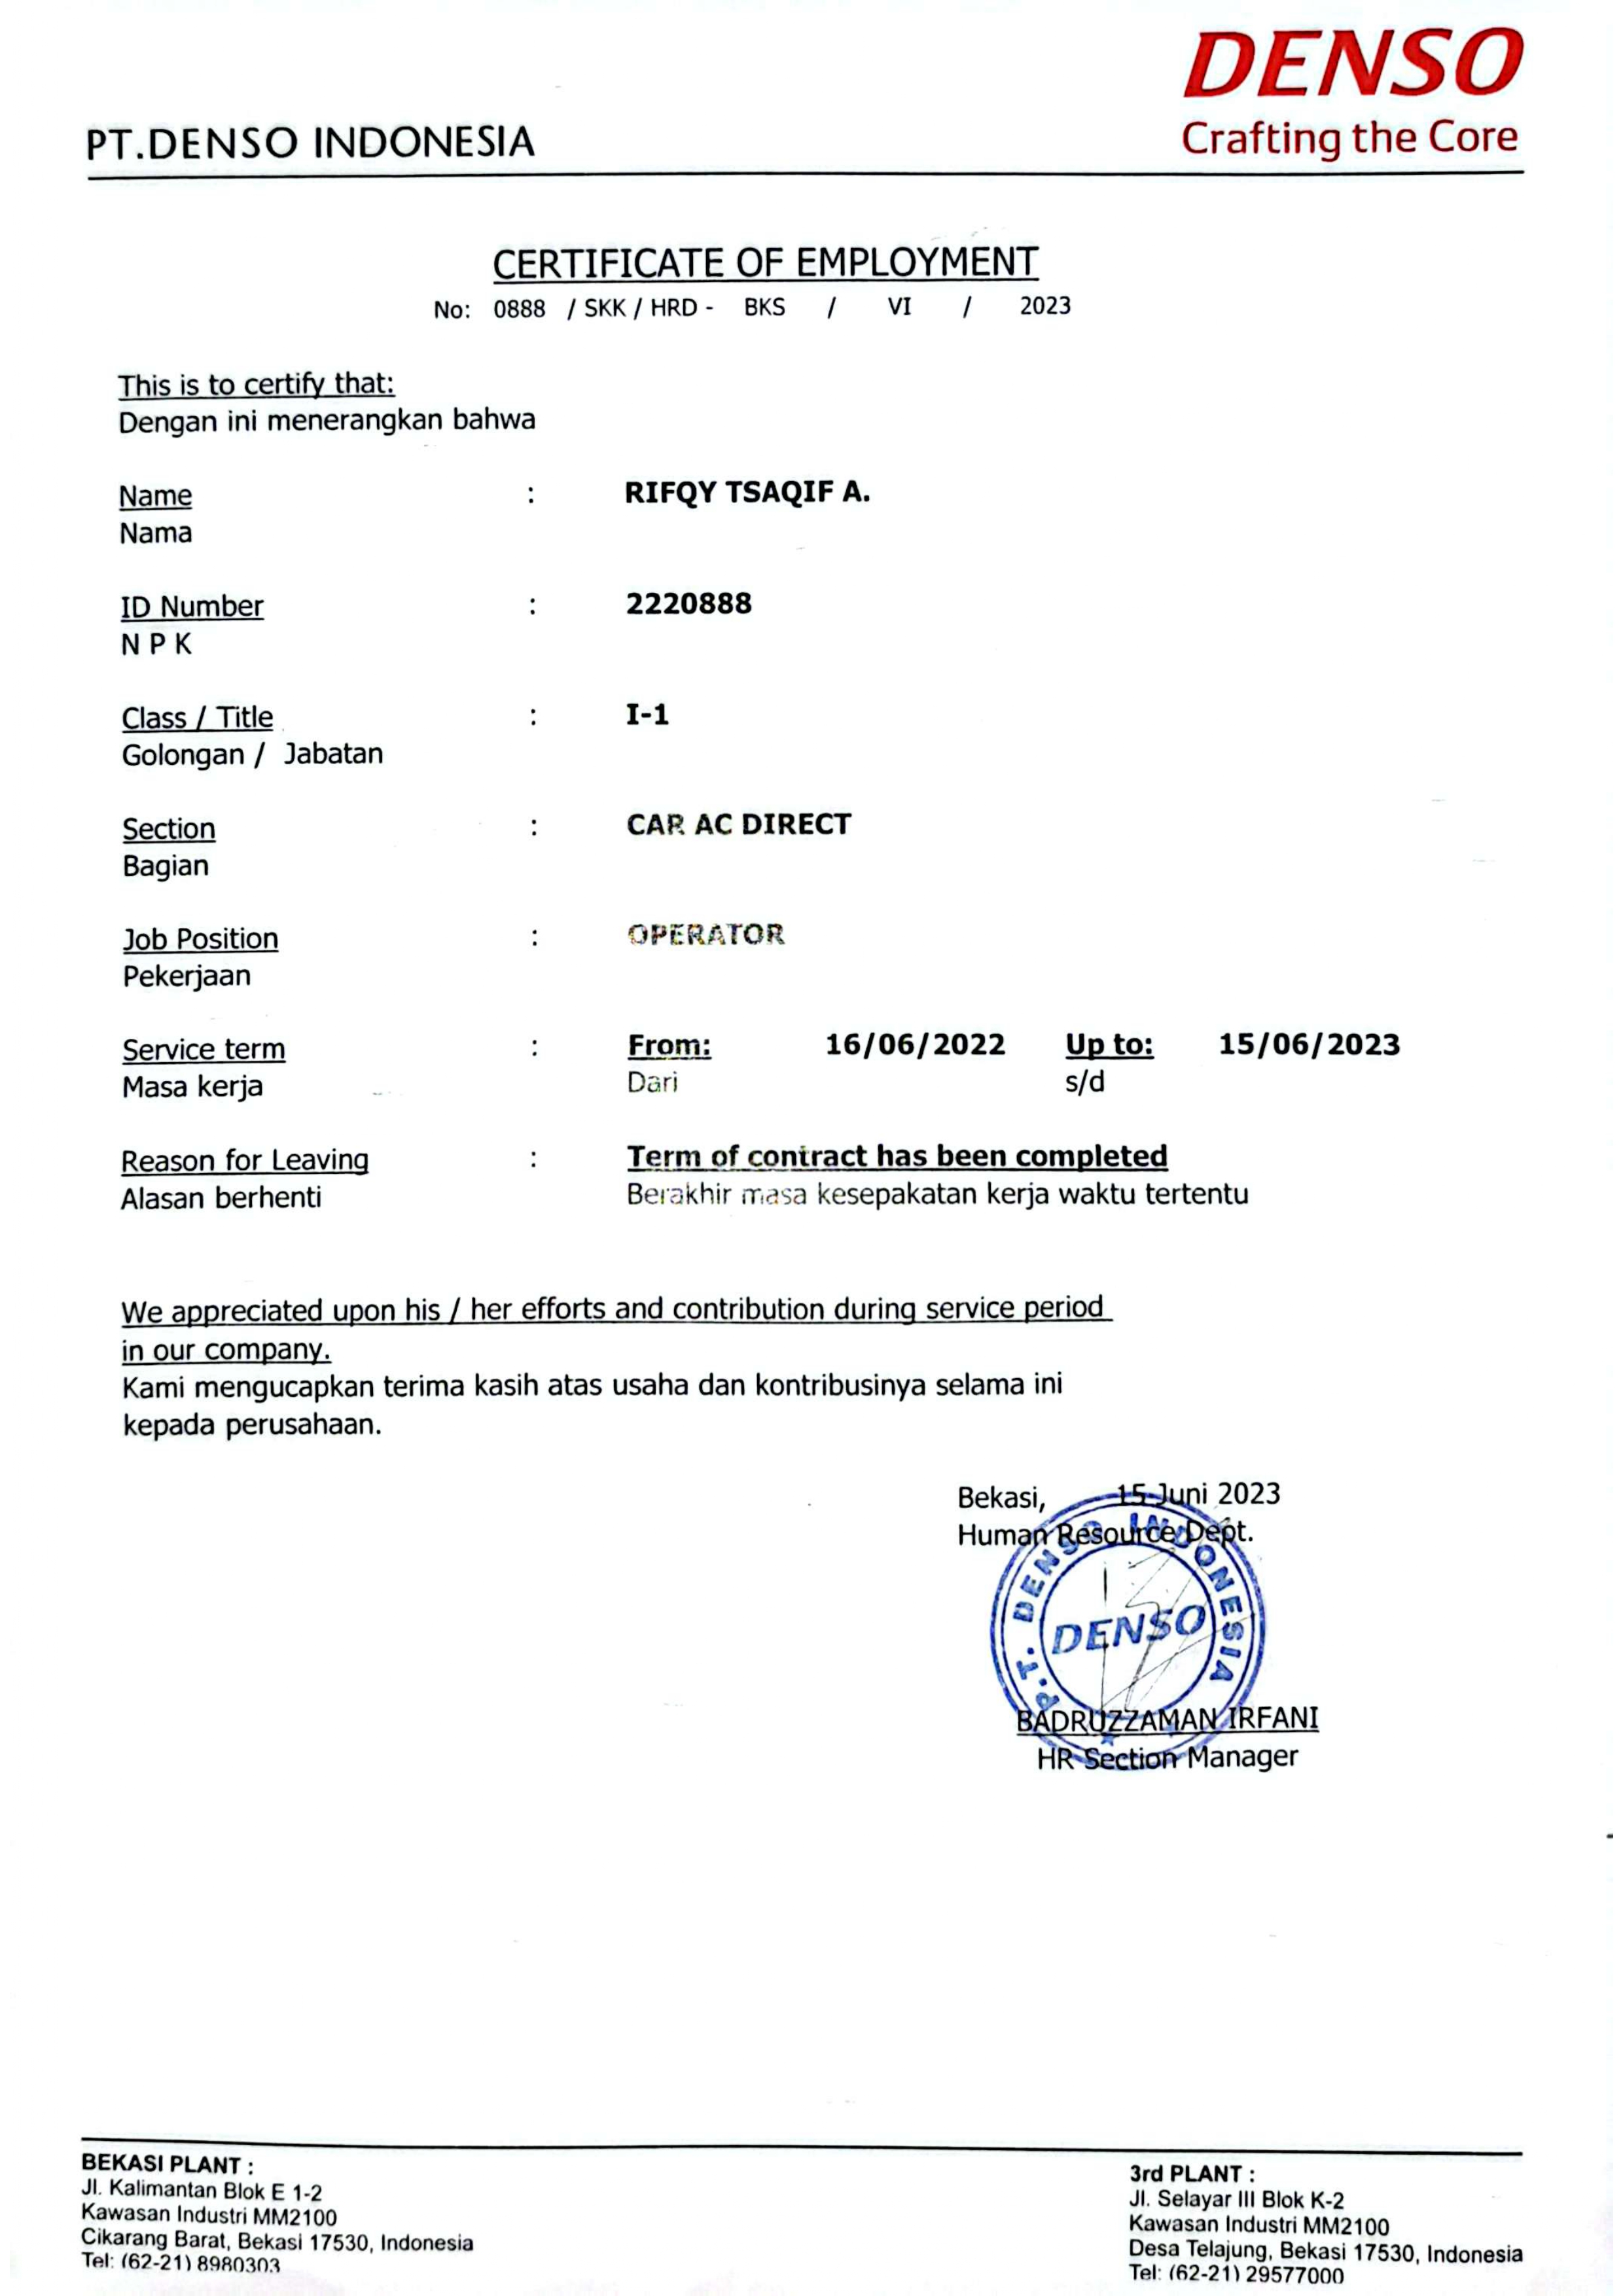 DENSO
Crafting the Core
PT.DENSO INDONESIA
CERTIFICATE OF EMPLOYMENT
No: 0888 / SKK / HRD - BKS / VI / 2023
This is to certify that:
Dengan ini menerangkan bahwa
Name : RIFQY TSAQIF A.
Nama
ID Number : 2220888
N P K
Class / Title : I-1
Golongan / Jabatan
Section : CAR AC DIRECT
Bagian
Job Position : OPERATOR
Pekerjaan
Service term : From: 16/06/2022 Up to: 15/06/2023
Masa kerja Dari s/d
Reason for Leaving : Term of contract has been completed
Alasan berhenti Berakhir masa kesepakatan kerja waktu tertentu
We appreciated upon his / her efforts and contribution during service period
in our company.
Kami mengucapkan terima kasih atas usaha dan kontribusinya selama ini
kepada perusahaan.
Bekasi, 15 Juni 2023
Human Resource Dept.
P.T. DENSO INDONESIA
DENSO
BADRUZZAMAN IRFANI
HR Section Manager
BEKASI PLANT :
Jl. Kalimantan Blok E 1-2
Kawasan Industri MM2100
Cikarang Barat, Bekasi 17530, Indonesia
Tel: (62-21) 8980303
3rd PLANT :
Jl. Selayar III Blok K-2
Kawasan Industri MM2100
Desa Telajung, Bekasi 17530, Indonesia
Tel: (62-21) 29577000